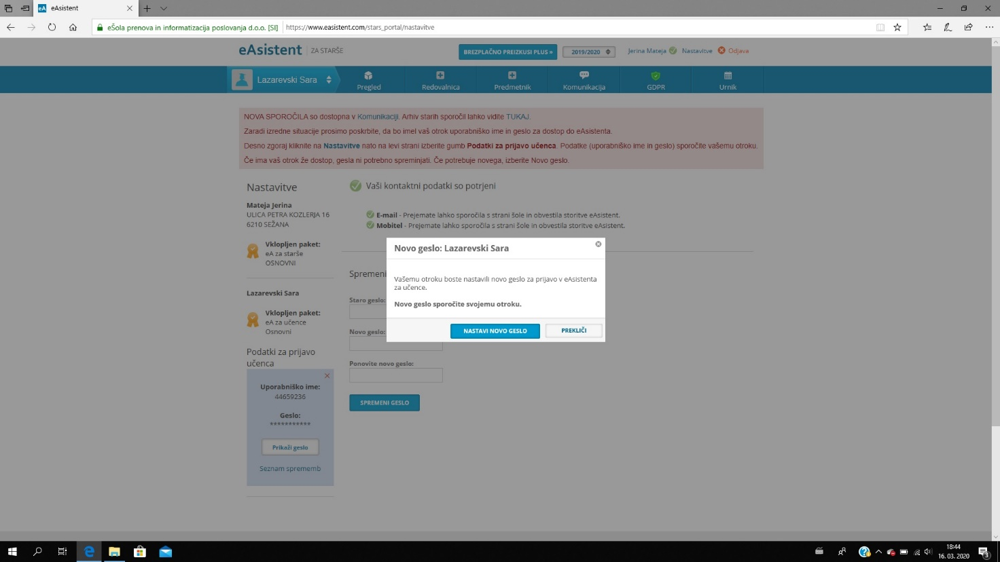 eAsistent
eŠola prenova in informatizacija poslovanja d.o.o. [SI]
https://www.easistent.com/stars_portal/nastavitve
eAsistent ZA STARŠE
BREZPLAČNO PREIZKUSI PLUS »
2019/2020
Jerina Mateja
Nastavitve
Odjava
Lazarevski Sara
Pregled
Redovalnica
Predmetnik
Komunikacija
GDPR
Urnik
NOVA SPOROČILA so dostopna v Komunikaciji. Arhiv starih sporočil lahko vidite TUKAJ.
Zaradi izredne situacije prosimo poskrbite, da bo imel vaš otrok uporabniško ime in geslo za dostop do eAsistenta.
Desno zgoraj kliknite na Nastavitve nato na levi strani izberite gumb Podatki za prijavo učenca. Podatke (uporabniško ime in geslo) sporočite vašemu otroku.
Če ima vaš otrok že dostop, gesla ni potrebno spreminjati. Če potrebuje novega, izberite Novo geslo.
Nastavitve
Mateja Jerina
ULICA PETRA KOZLERJA 16
6210 SEŽANA
Vklopljen paket:
eA za starše
OSNOVNI
Lazarevski Sara
Vklopljen paket:
eA za učence
Osnovni
Podatki za prijavo
učenca
Uporabniško ime:
44659236
Geslo:
***********
Prikaži geslo
Seznam sprememb
Vaši kontaktni podatki so potrjeni
E-mail - Prejemate lahko sporočila s strani šole in obvestila storitve eAsistent.
Mobitel - Prejemate lahko sporočila s strani šole in obvestila storitve eAsistent.
Spremeni
Staro geslo:
Novo geslo:
Ponovite novo geslo:
SPREMENI GESLO
Novo geslo: Lazarevski Sara
Vašemu otroku boste nastavili novo geslo za prijavo v eAsistenta
za učence.
Novo geslo sporočite svojemu otroku.
NASTAVI NOVO GESLO
PREKLIČI
18:44
16. 03. 2020
3